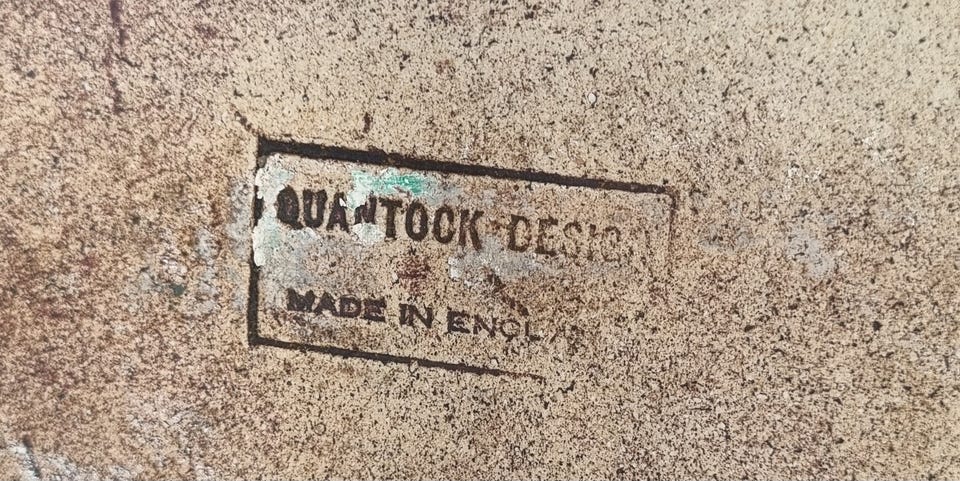 QUANTOCK DESIGN
MADE IN ENGLAND